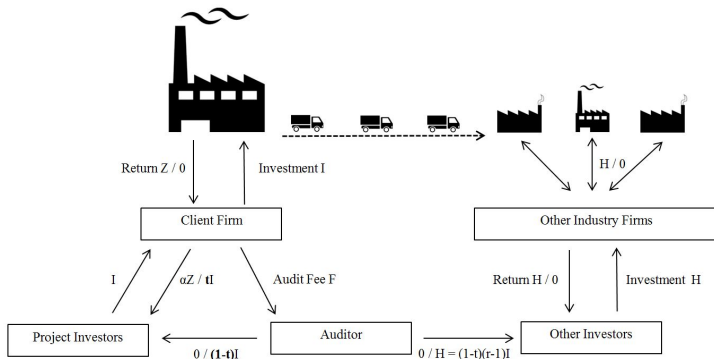 Return Z / 0
Investment I
H / 0
Client Firm
Other Industry Firms
I
αZ / tI
Audit Fee F
Return H / 0
Investment H
Project Investors
0 / (1-t)I
Auditor
0 / H = (1-t)(r-1)I
Other Investors